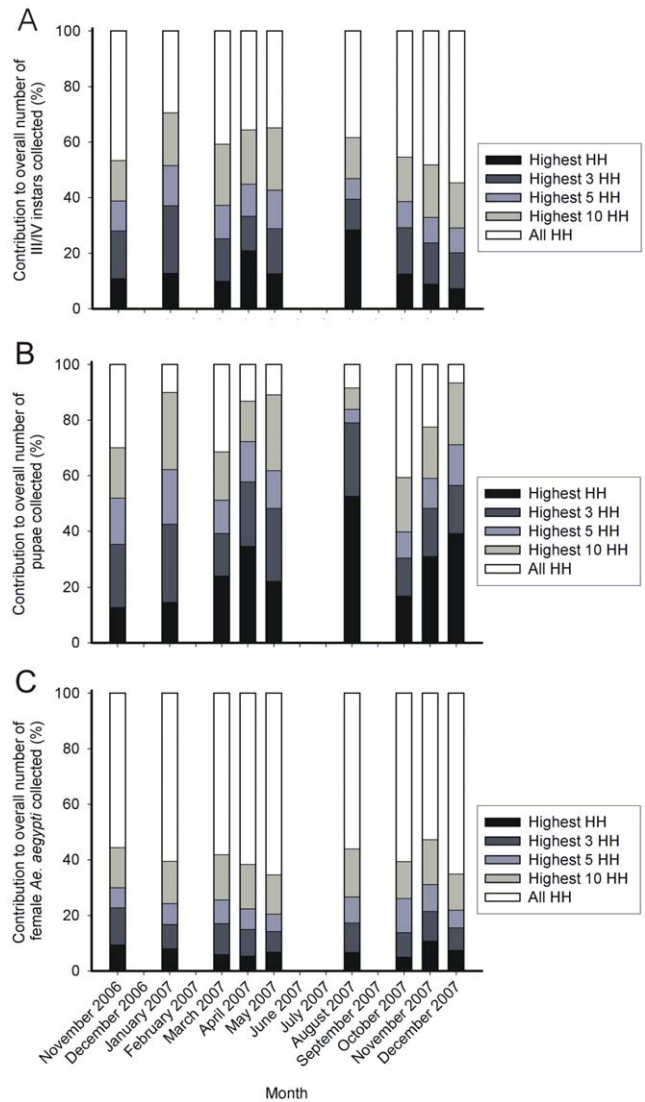 A
100
80
60
40
20
0
Contribution to overall number of
III/IV instars collected (%)
Highest HH
Highest 3 HH
Highest 5 HH
Highest 10 HH
All HH
B
100
80
60
40
20
0
Contribution to overall number of
pupae collected (%)
Highest HH
Highest 3 HH
Highest 5 HH
Highest 10 HH
All HH
C
100
80
60
40
20
0
Contribution to overall number of
female Ae. aegypti collected (%)
Highest HH
Highest 3 HH
Highest 5 HH
Highest 10 HH
All HH
November 2006
December 2006
January 2007
February 2007
March 2007
April 2007
May 2007
June 2007
July 2007
August 2007
September 2007
October 2007
November 2007
December 2007
Month